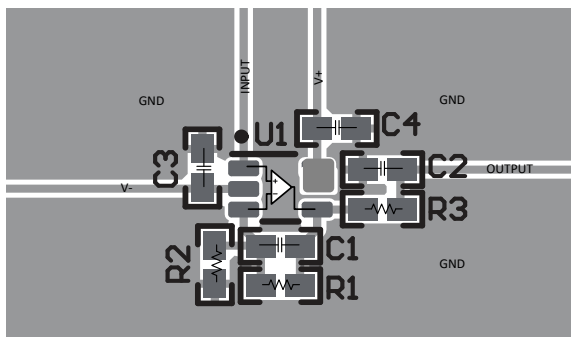 INPUT
V+
GND
GND
U1
C4
C3
C2
OUTPUT
V-
R3
R2
C1
GND
R1